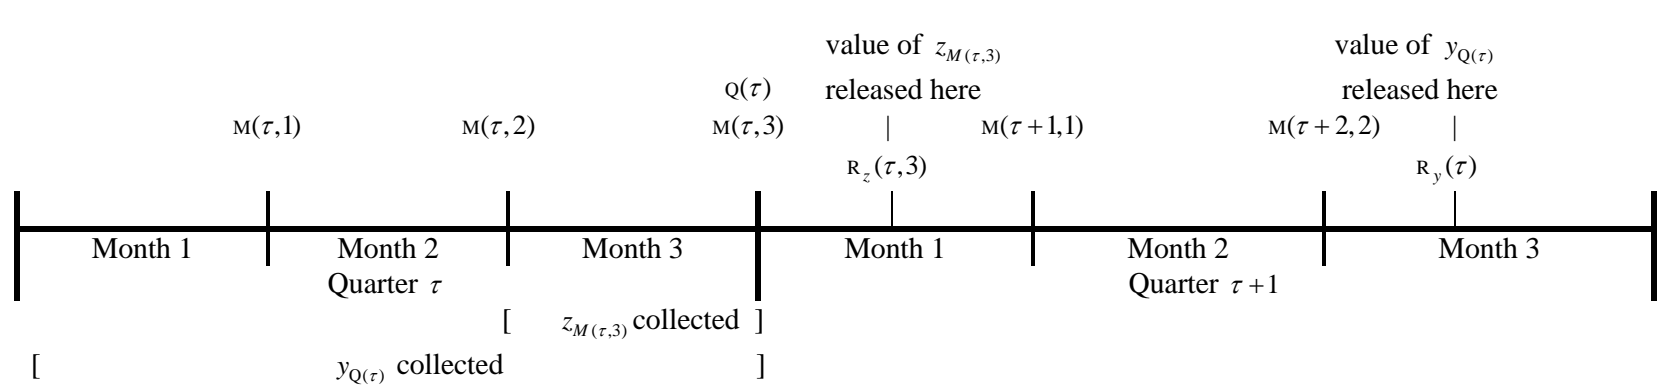 value of z_{M(τ,3)} value of y_{Q(τ)}
Q(τ) released here released here
M(τ,1) M(τ,2) M(τ,3) | M(τ+1,1) M(τ+2,2) |
R_z(τ,3) R_y(τ)
Month 1 Month 2 Month 3 Month 1 Month 2 Month 3
Quarter τ Quarter τ+1
[ z_{M(τ,3)} collected ]
[ y_{Q(τ)} collected ]